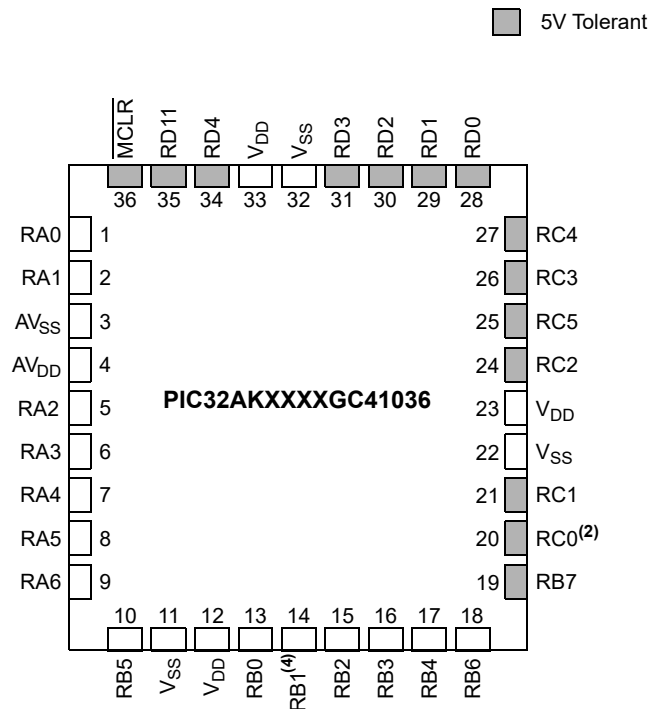 5V Tolerant
MCLR
RD11
RD4
VDD
VSS
RD3
RD2
RD1
RD0
36
35
34
33
32
31
30
29
28
RA0 1
RA1 2
AVSS 3
AVDD 4
RA2 5
RA3 6
RA4 7
RA5 8
RA6 9
PIC32AKXXXXGC41036
27 RC4
26 RC3
25 RC5
24 RC2
23 VDD
22 VSS
21 RC1
20 RC0(2)
19 RB7
10
11
12
13
14
15
16
17
18
RB5
VSS
VDD
RB0
RB1(4)
RB2
RB3
RB4
RB6